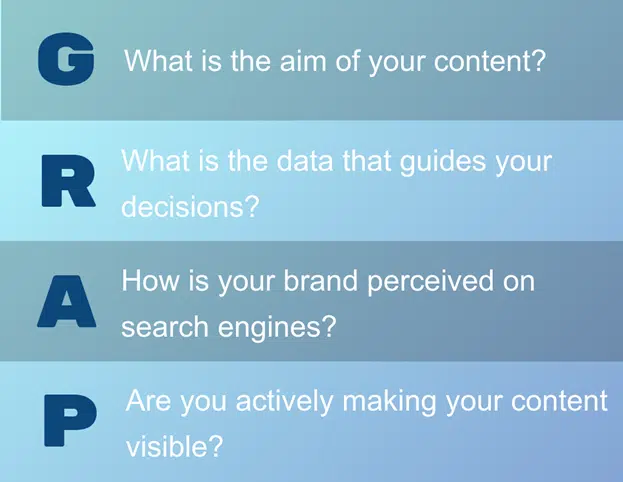 G What is the aim of your content?
R What is the data that guides your
decisions?
A How is your brand perceived on
search engines?
P Are you actively making your content
visible?